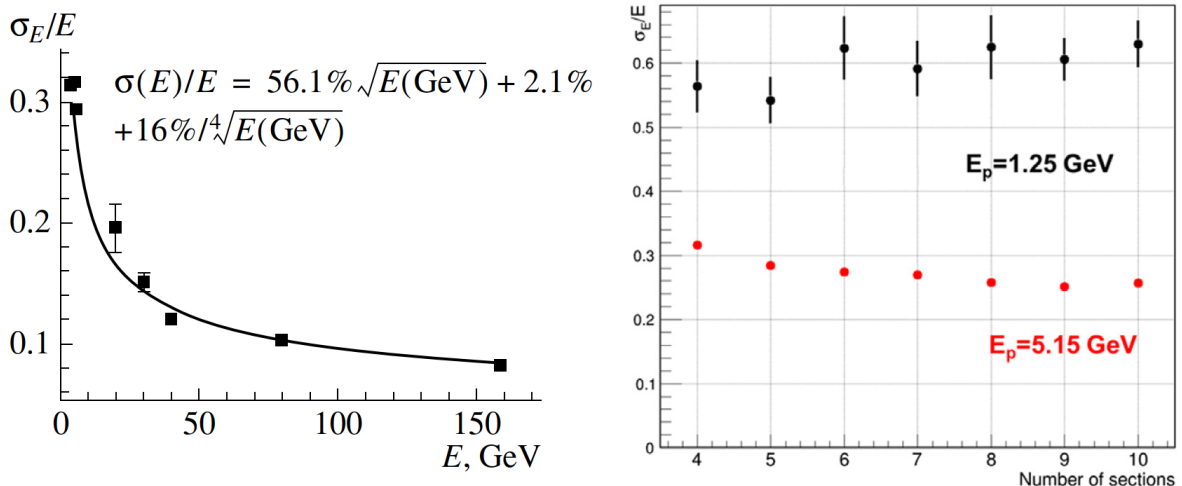 σ_E/E
σ(E)/E = 56.1% √E(GeV) + 2.1%
+16%/∜E(GeV)
0.3
0.2
0.1
0 50 100 150
E, GeV
σ_E/E
0.6
0.5
E_p=1.25 GeV
0.4
0.3
0.2
E_p=5.15 GeV
0.1
0
4 5 6 7 8 9 10
Number of sections